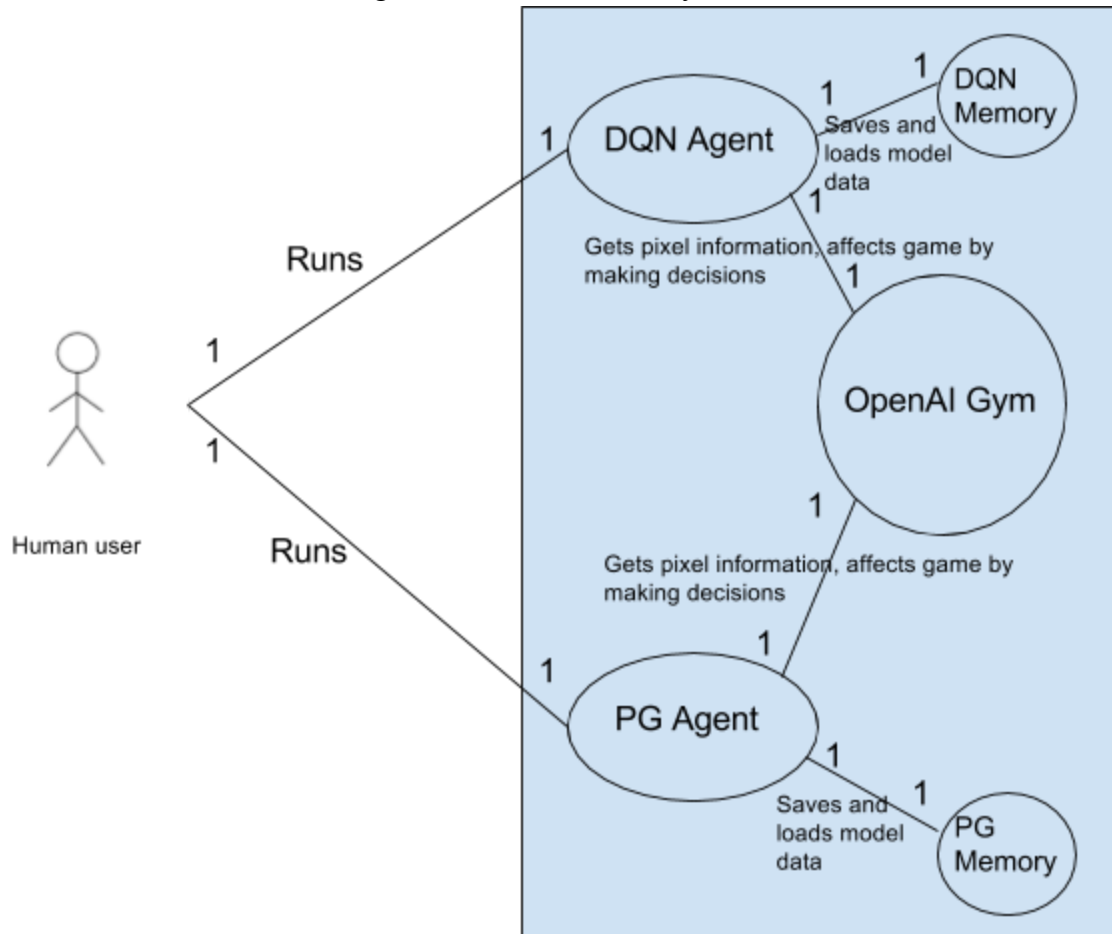 1
1
DQN
Memory
DQN Agent
1
Saves and
loads model
data
1
Runs
Gets pixel information, affects game by
making decisions
1
1
OpenAI Gym
1
Human user
Runs
1
Gets pixel information, affects game by
making decisions
1
1
PG Agent
1
1
Saves and
loads model
data
PG
Memory